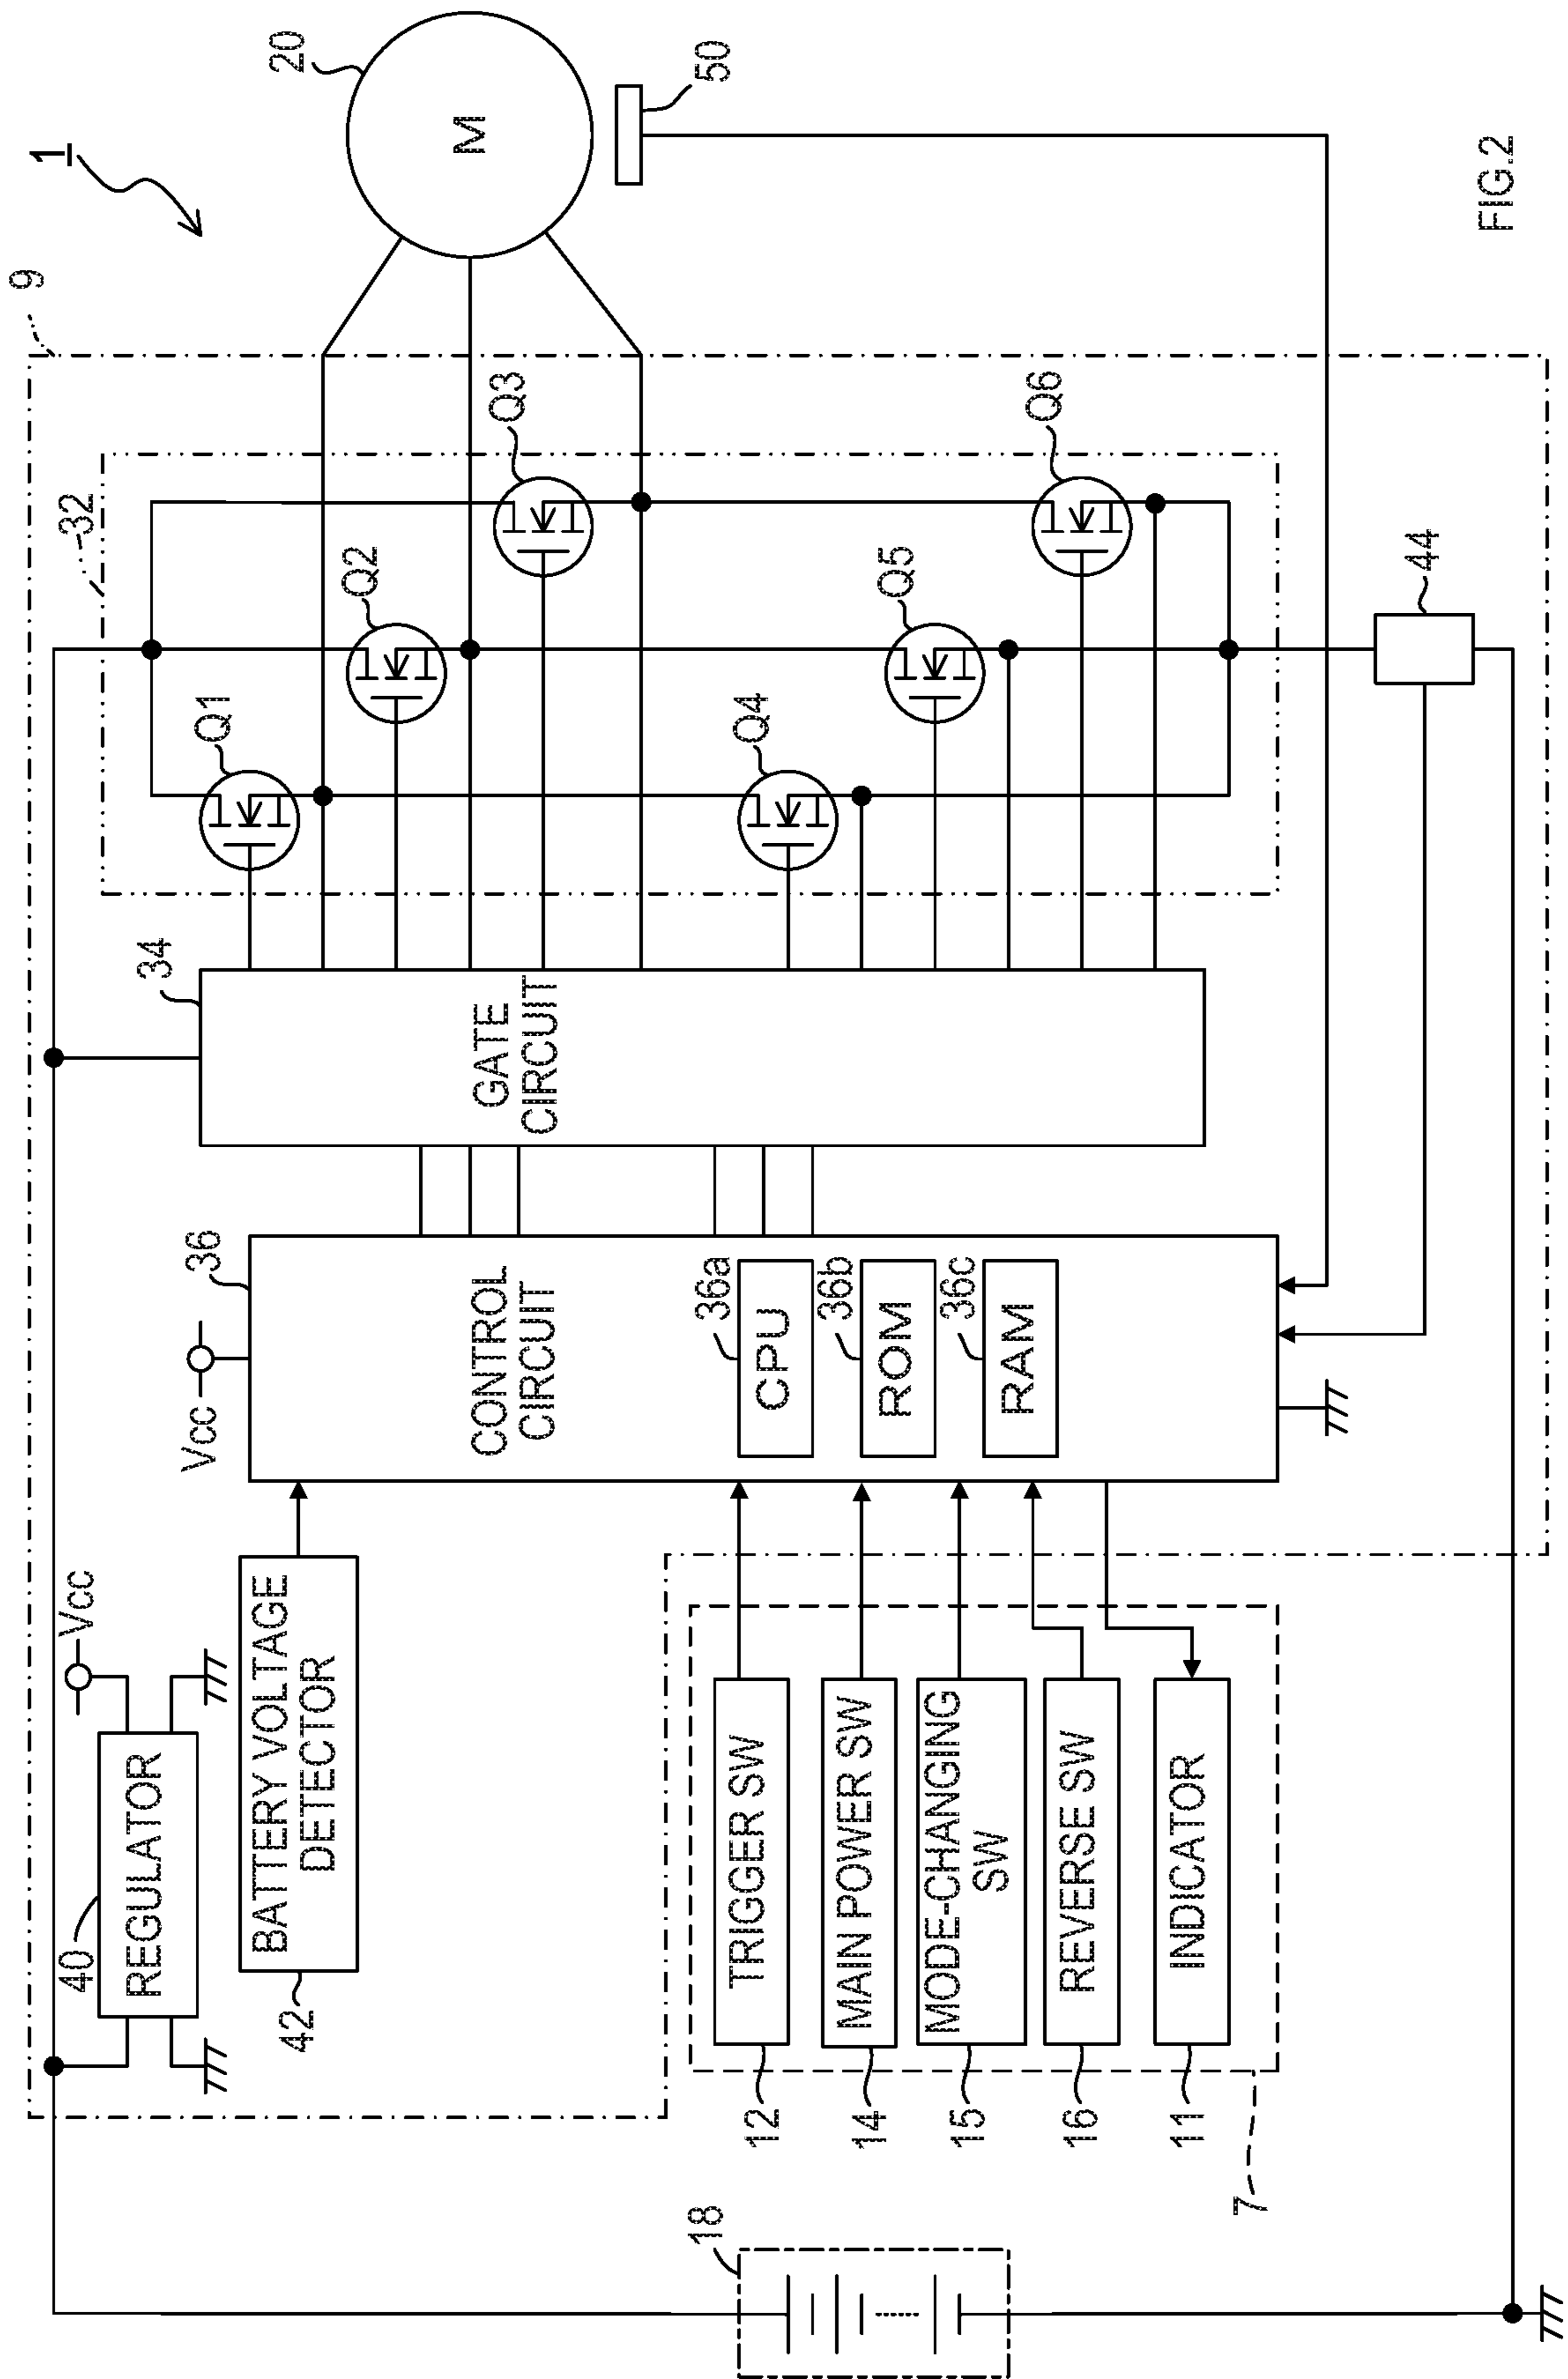 1
9
20
M
50
32
Q1
Q2
Q3
Q4
Q5
Q6
44
34
GATE
CIRCUIT
36
Vcc
CONTROL
CIRCUIT
36a
CPU
36b
ROM
36c
RAM
Vcc
40
REGULATOR
42
BATTERY VOLTAGE
DETECTOR
12
TRIGGER SW
14
MAIN POWER SW
15
MODE-CHANGING
SW
16
REVERSE SW
11
INDICATOR
7
18
FIG.2